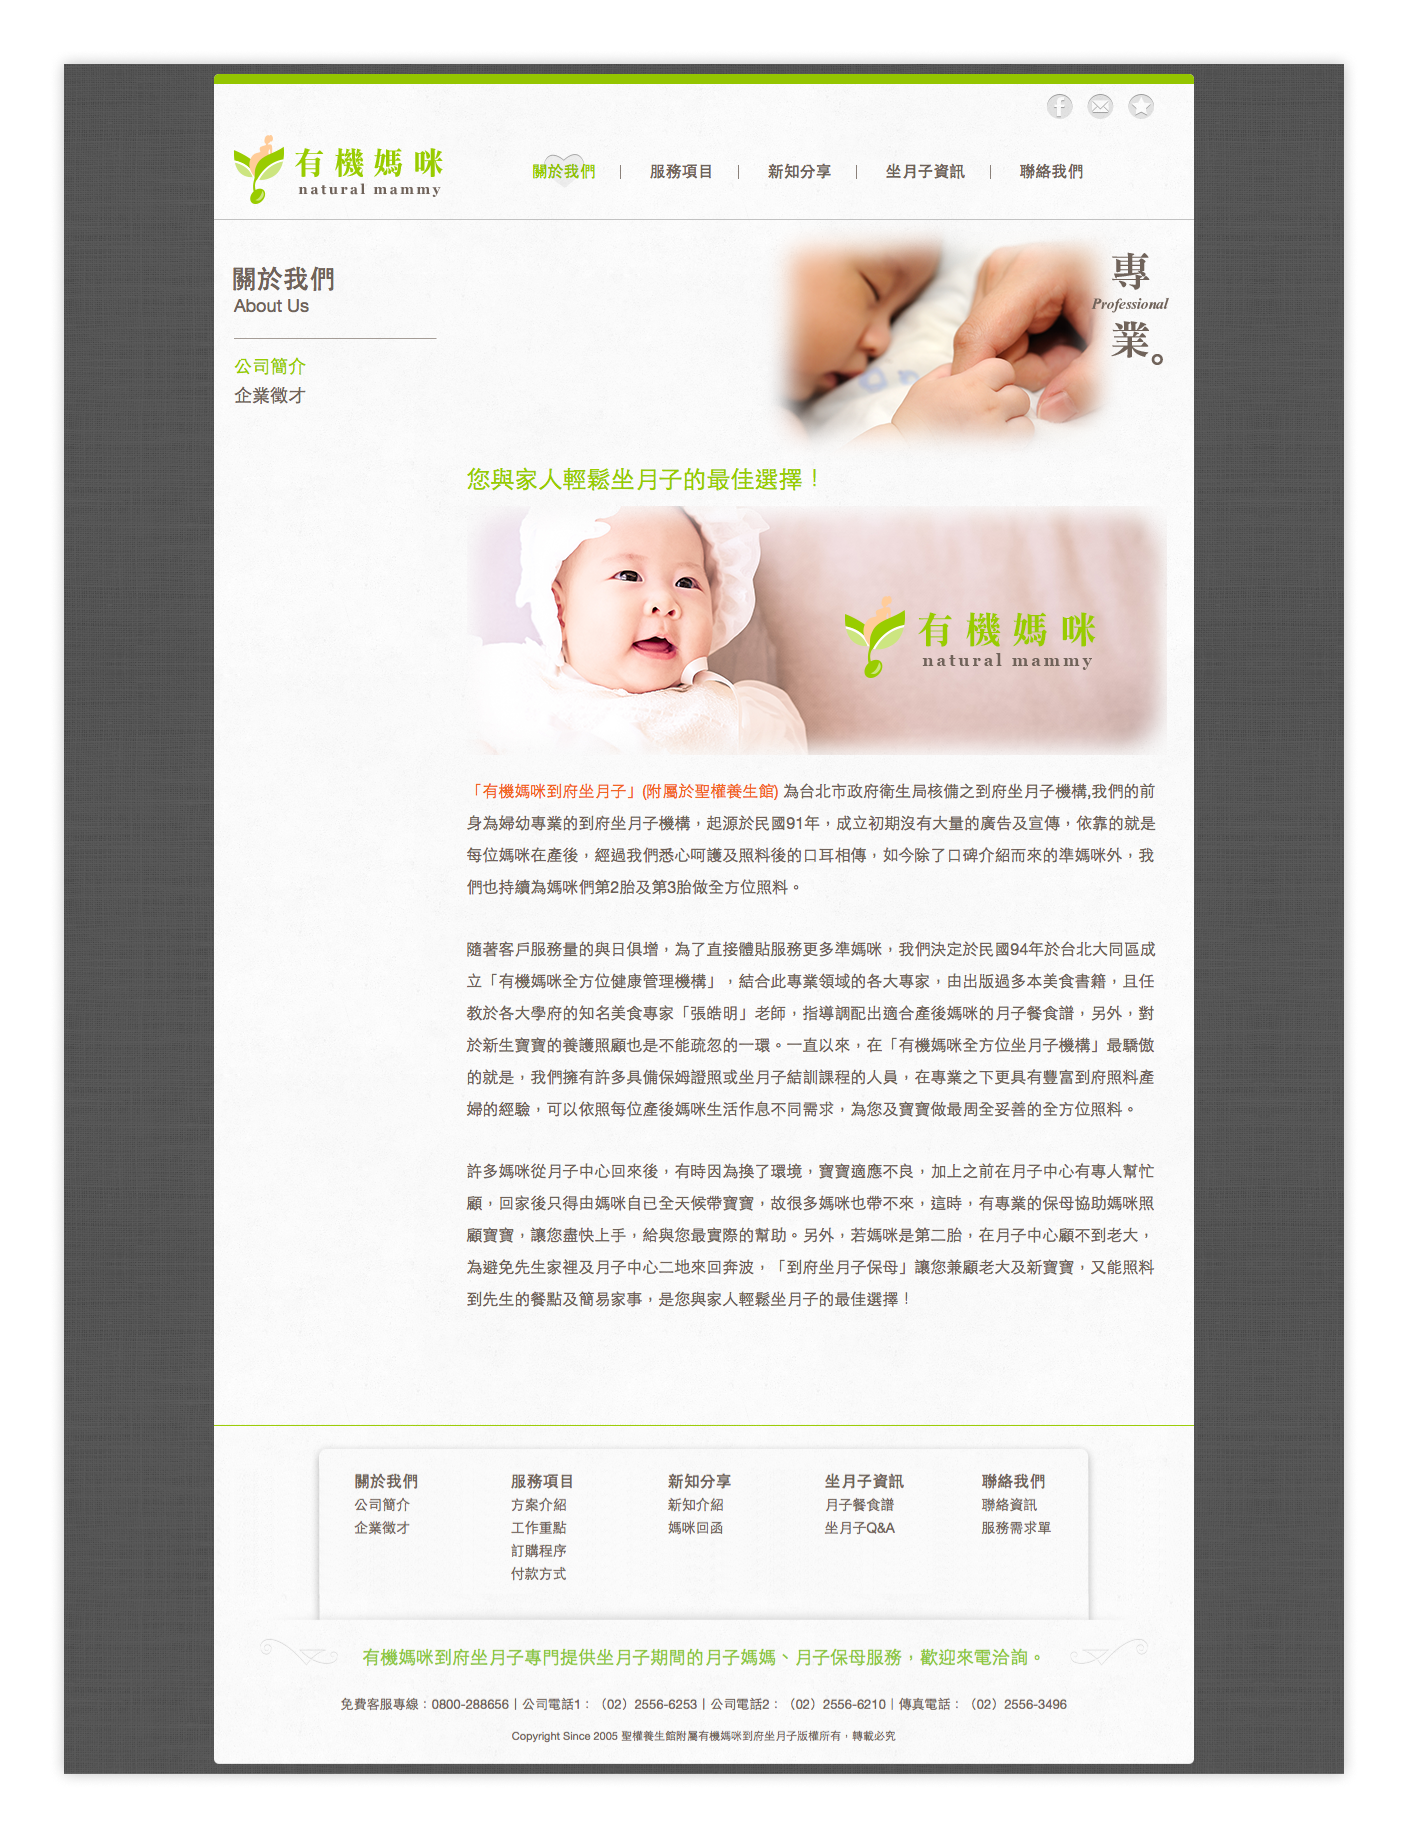 有機媽咪
natural mammy
關於我們 | 服務項目 | 新知分享 | 坐月子資訊 | 聯絡我們
關於我們
About Us
公司簡介
企業徵才
專
Professional
業。
您與家人輕鬆坐月子的最佳選擇！
有機媽咪
natural mammy
「有機媽咪到府坐月子」(附屬於聖權養生館) 為台北市政府衛生局核備之到府坐月子機構,我們的前
身為婦幼專業的到府坐月子機構，起源於民國91年，成立初期沒有大量的廣告及宣傳，依靠的就是
每位媽咪在產後，經過我們悉心呵護及照料後的口耳相傳，如今除了口碑介紹而來的準媽咪外，我
們也持續為媽咪們第2胎及第3胎做全方位照料。
隨著客戶服務量的與日俱增，為了直接體貼服務更多準媽咪，我們決定於民國94年於台北大同區成
立「有機媽咪全方位健康管理機構」，結合此專業領域的各大專家，由出版過多本美食書籍，且任
教於各大學府的知名美食專家「張皓明」老師，指導調配出適合產後媽咪的月子餐食譜，另外，對
於新生寶寶的養護照顧也是不能疏忽的一環。一直以來，在「有機媽咪全方位坐月子機構」最驕傲
的就是，我們擁有許多具備保姆證照或坐月子結訓課程的人員，在專業之下更具有豐富到府照料產
婦的經驗，可以依照每位產後媽咪生活作息不同需求，為您及寶寶做最周全妥善的全方位照料。
許多媽咪從月子中心回來後，有時因為換了環境，寶寶適應不良，加上之前在月子中心有專人幫忙
顧，回家後只得由媽咪自已全天候帶寶寶，故很多媽咪也帶不來，這時，有專業的保母協助媽咪照
顧寶寶，讓您盡快上手，給與您最實際的幫助。另外，若媽咪是第二胎，在月子中心顧不到老大，
為避免先生家裡及月子中心二地來回奔波，「到府坐月子保母」讓您兼顧老大及新寶寶，又能照料
到先生的餐點及簡易家事，是您與家人輕鬆坐月子的最佳選擇！
關於我們
公司簡介
企業徵才
服務項目
方案介紹
工作重點
訂購程序
付款方式
新知分享
新知介紹
媽咪回函
坐月子資訊
月子餐食譜
坐月子Q&A
聯絡我們
聯絡資訊
服務需求單
有機媽咪到府坐月子專門提供坐月子期間的月子媽媽、月子保母服務，歡迎來電洽詢。
免費客服專線：0800-288656 | 公司電話1：（02）2556-6253 | 公司電話2：（02）2556-6210 | 傳真電話：（02）2556-3496
Copyright Since 2005 聖權養生館附屬有機媽咪到府坐月子版權所有，轉載必究